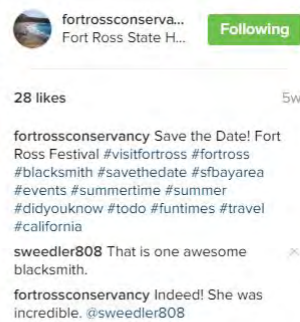 fortrossconserva...
Fort Ross State H...
Following
28 likes
5w
fortrossconservancy Save the Date! Fort
Ross Festival #visitfortross #fortross
#blacksmith #savethedate #sfbayarea
#events #summertime #summer
#didyouknow #todo #funtimes #travel
#california
sweedler808 That is one awesome
blacksmith.
fortrossconservancy Indeed! She was
incredible. @sweedler808